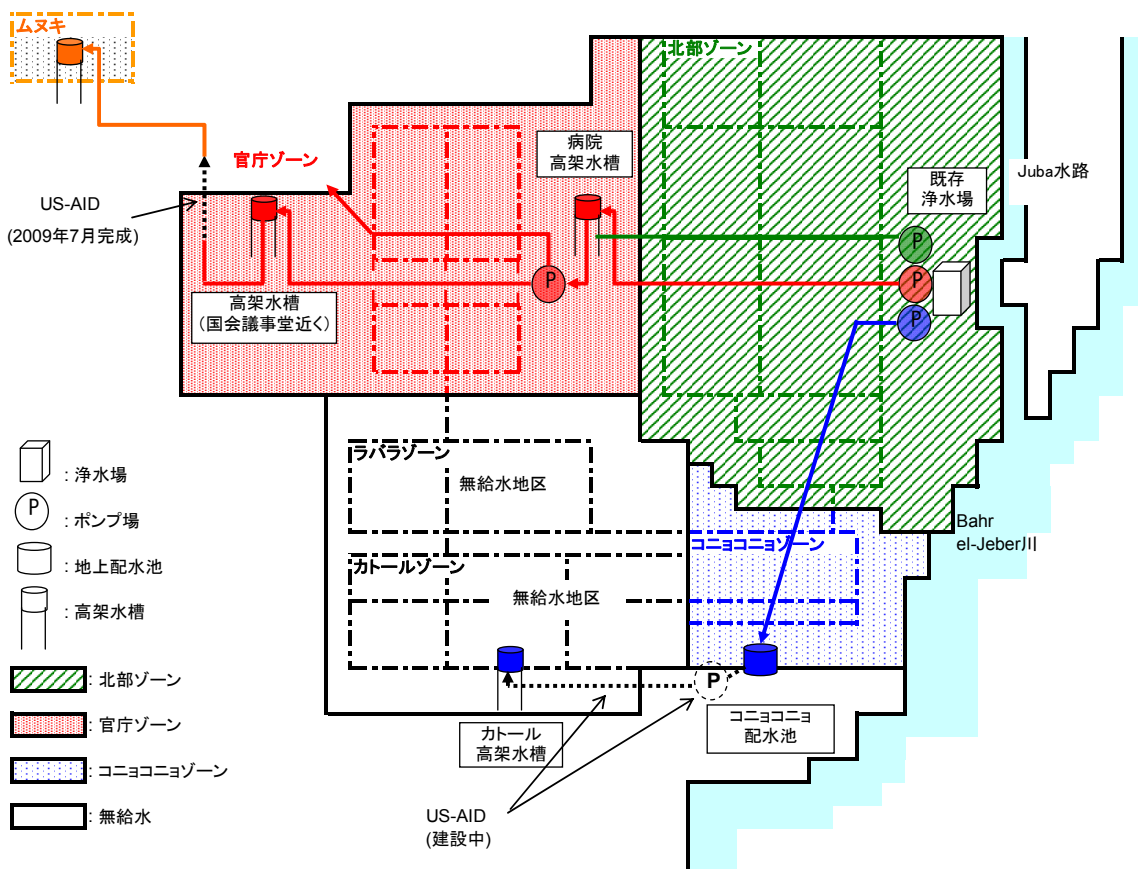 ムヌキ
北部ゾーン
病院
高架水槽
官庁ゾーン
既存
浄水場
Juba水路
US-AID
(2009年7月完成)
P
P
P
P
高架水槽
（国会議事堂近く）
ラバラゾーン
無給水地区
: 浄水場
P
: ポンプ場
: 地上配水池
: 高架水槽
Bahr
el-Jeber川
コニョコニョゾーン
カトールゾーン
無給水地区
: 北部ゾーン
: 官庁ゾーン
: コニョコニョゾーン
: 無給水
P
カトール
高架水槽
コニョコニョ
配水池
US-AID
(建設中)